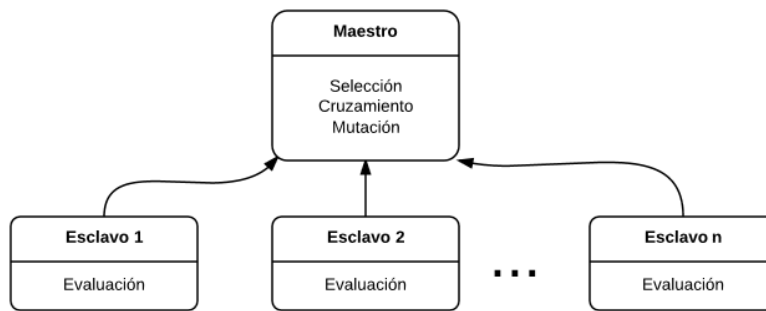 Maestro
Selección
Cruzamiento
Mutación
Esclavo 1
Evaluación
Esclavo 2
Evaluación
...
Esclavo n
Evaluación